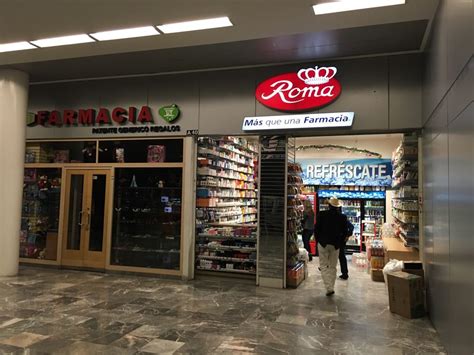 FARMACIA
PATENTE GENERICO REGALOS
Roma
Más que una Farmacia
REFRÉSCATE